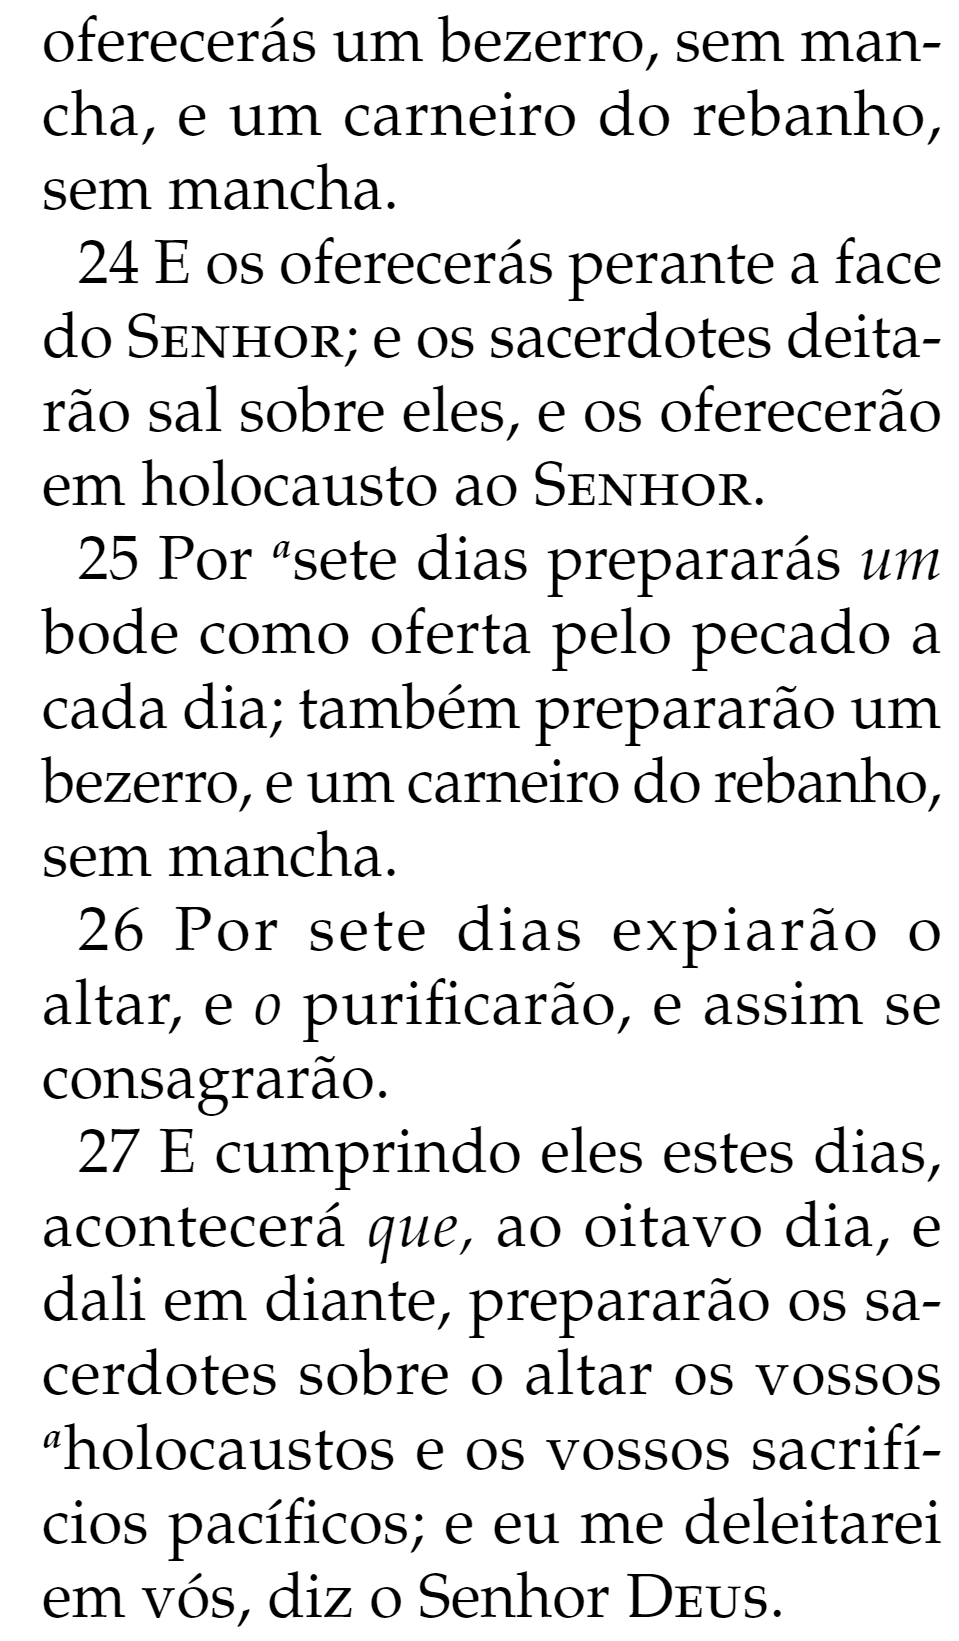 oferecerás um bezerro, sem man-
cha, e um carneiro do rebanho,
sem mancha.
24 E os oferecerás perante a face
do SENHOR; e os sacerdotes deita-
rão sal sobre eles, e os oferecerão
em holocausto ao SENHOR.
25 Por ᵃsete dias prepararás um
bode como oferta pelo pecado a
cada dia; também prepararão um
bezerro, e um carneiro do rebanho,
sem mancha.
26 Por sete dias expiarão o
altar, e o purificarão, e assim se
consagrarão.
27 E cumprindo eles estes dias,
acontecerá que, ao oitavo dia, e
dali em diante, prepararão os sa-
cerdotes sobre o altar os vossos
ᵃholocaustos e os vossos sacrifí-
cios pacíficos; e eu me deleitarei
em vós, diz o Senhor DEUS.